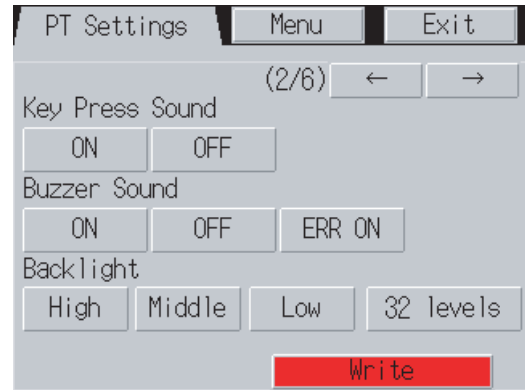 PT Settings Menu Exit
(2/6) ← →
Key Press Sound
ON OFF
Buzzer Sound
ON OFF ERR ON
Backlight
High Middle Low 32 levels
Write